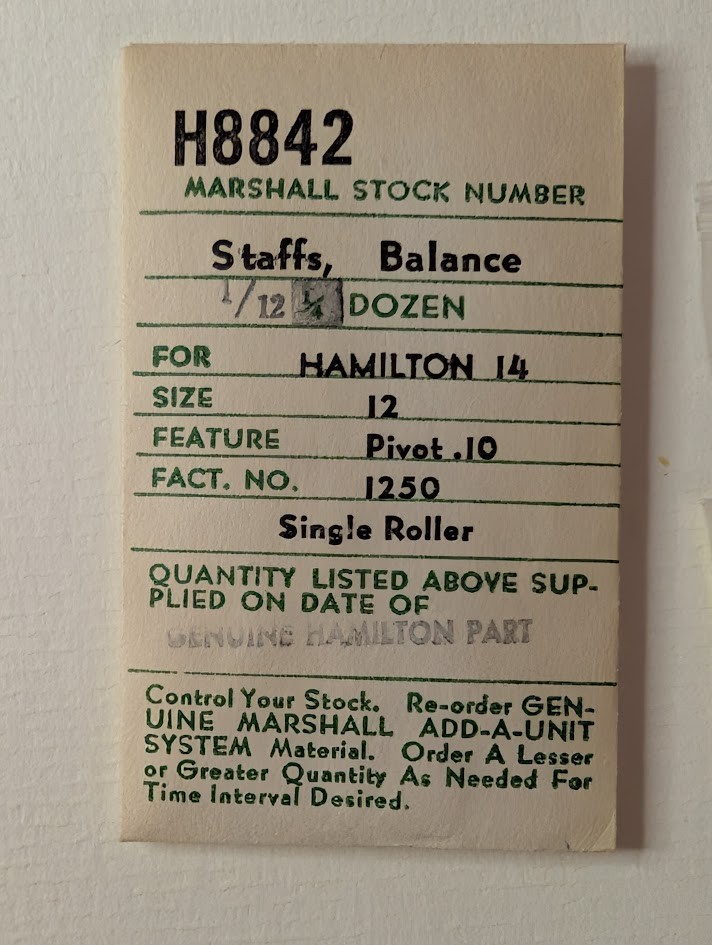 H8842
MARSHALL STOCK NUMBER
Staffs, Balance
1/12 1/4 DOZEN
FOR HAMILTON 14
SIZE 12
FEATURE Pivot .10
FACT. NO. 1250
Single Roller
QUANTITY LISTED ABOVE SUP-
PLIED ON DATE OF
GENUINE HAMILTON PART
Control Your Stock. Re-order GEN-
UINE MARSHALL ADD-A-UNIT
SYSTEM Material. Order A Lesser
or Greater Quantity As Needed For
Time Interval Desired.